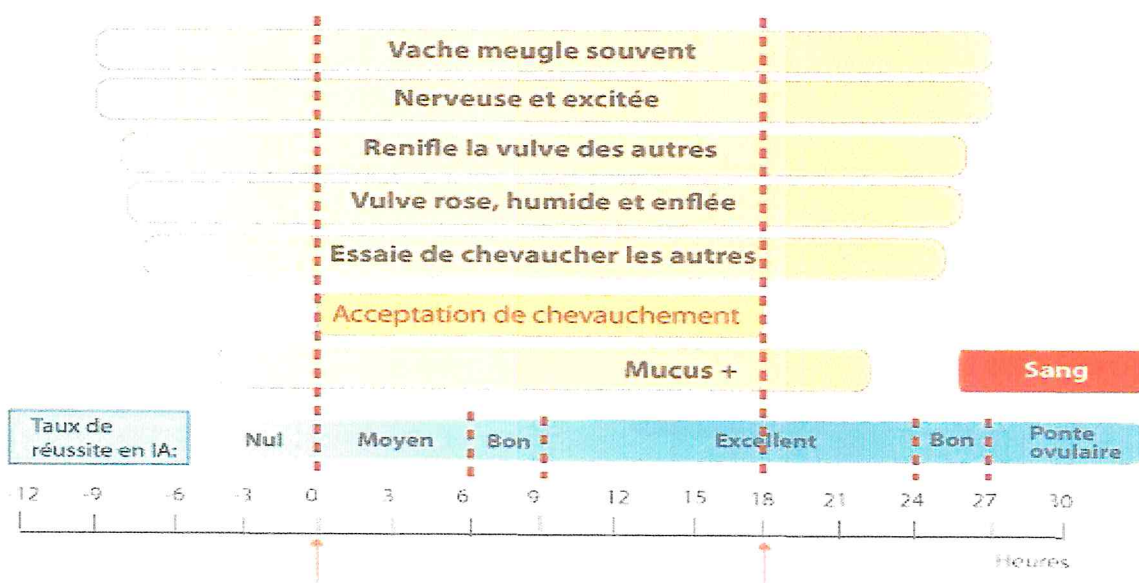 Vache meugle souvent
Nerveuse et excitée
Renifle la vulve des autres
Vulve rose, humide et enflée
Essaie de chevaucher les autres
Acceptation de chevauchement
Mucus +
Sang
Taux de
réussite en IA:
Nul
Moyen
Bon
Excellent
Bon
Ponte
ovulaire
-12 -9 -6 -3 0 3 6 9 12 15 18 21 24 27 30
Heures